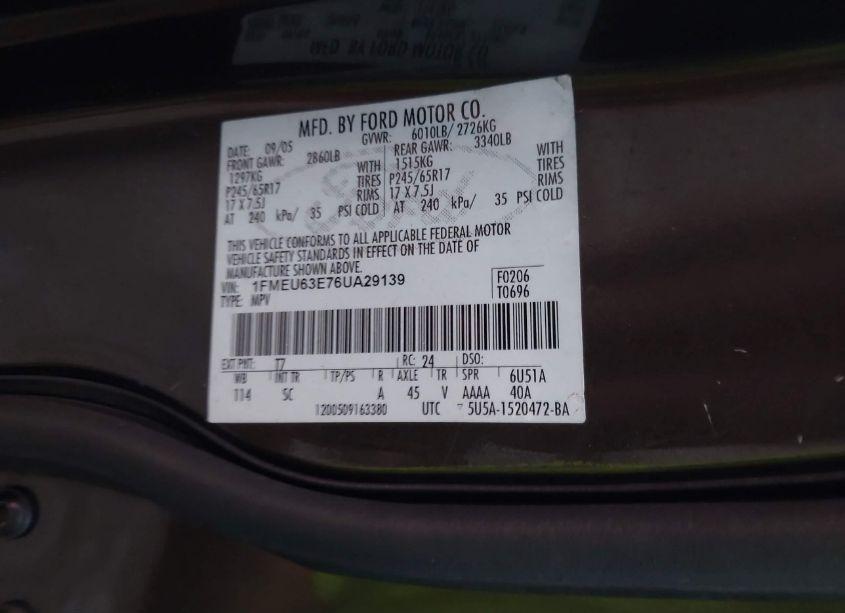 MFD. BY FORD MOTOR CO.
DATE: 09/05 GVWR: 6010LB/ 2726KG
FRONT GAWR: 2860LB REAR GAWR: 3340LB
1297KG WITH 1515KG WITH
P245/65R17 TIRES P245/65R17 TIRES
17 X 7.5J RIMS 17 X 7.5J RIMS
AT 240 kPa/ 35 PSI COLD AT 240 kPa/ 35 PSI COLD
THIS VEHICLE CONFORMS TO ALL APPLICABLE FEDERAL MOTOR
VEHICLE SAFETY STANDARDS IN EFFECT ON THE DATE OF
MANUFACTURE SHOWN ABOVE.
VIN: 1FMEU63E76UA29139 F0206
TYPE: MPV T0696
EXT PNT: T7 RC: 24 DSO:
WB INT TR TP/PS R AXLE TR SPR 6U51A
114 SC A 45 V AAAA 40A
1200509163380 UTC 5U5A-1520472-BA